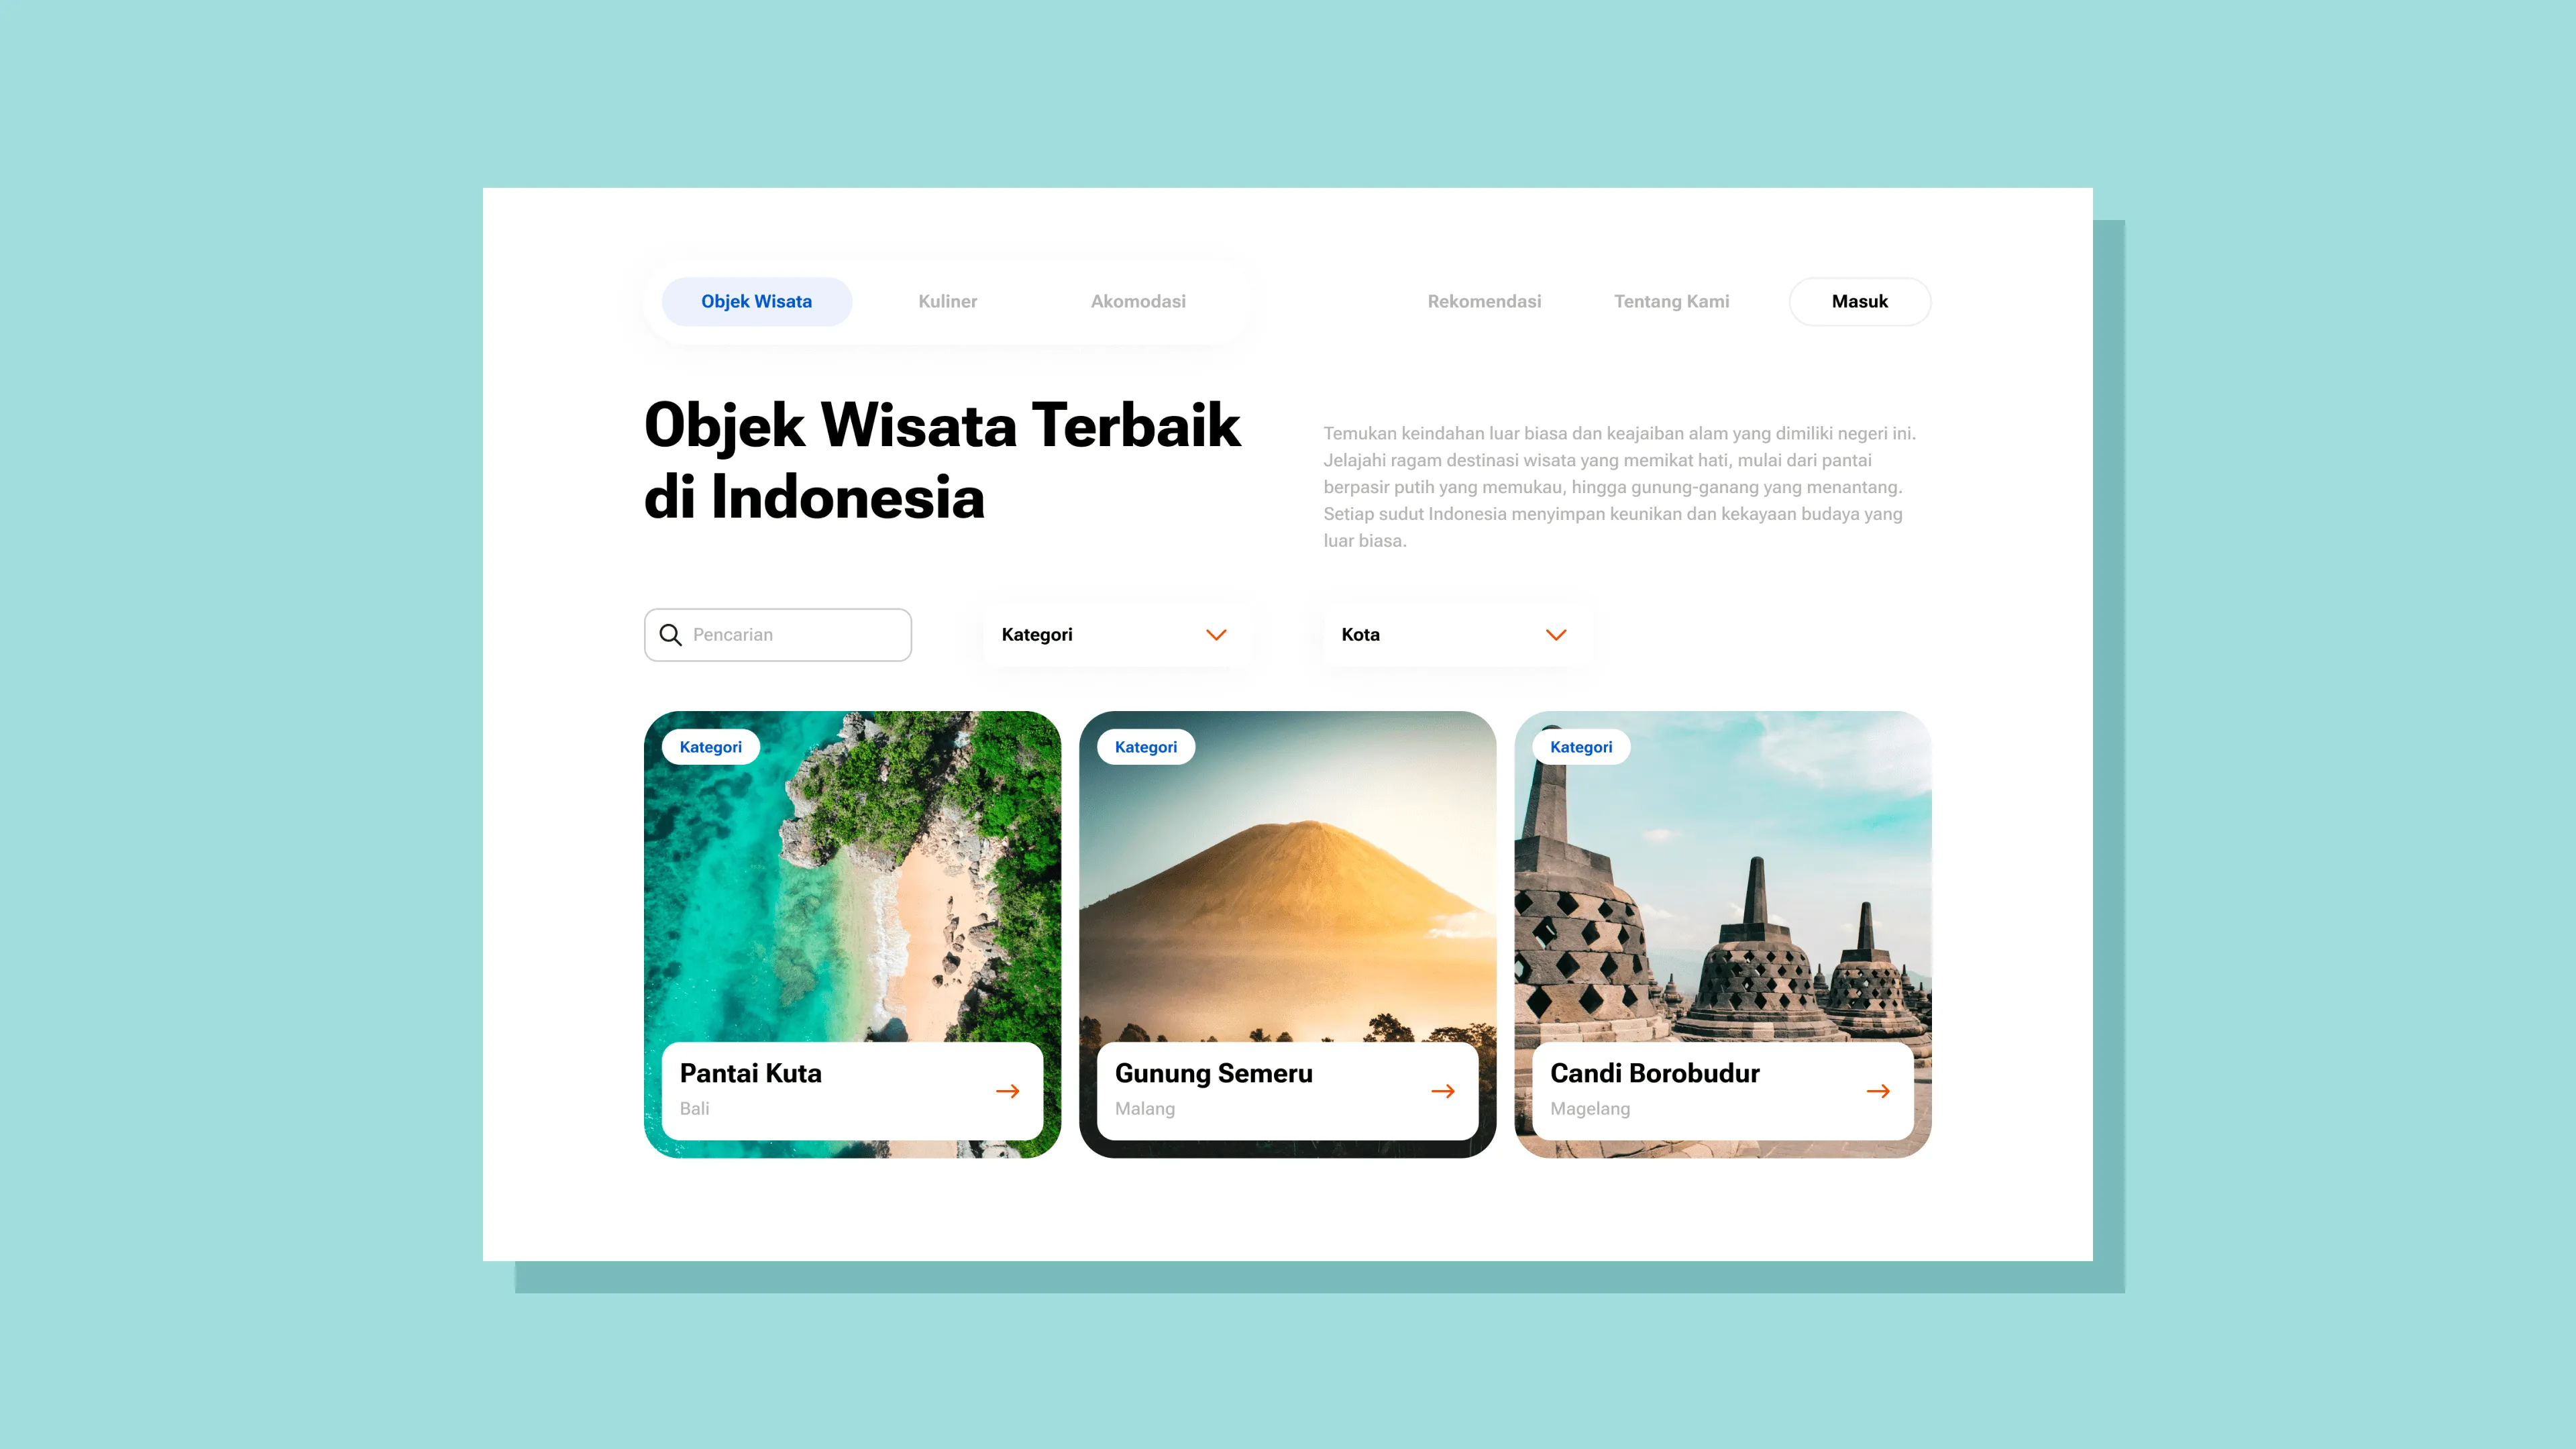 Objek Wisata
Kuliner
Akomodasi
Rekomendasi
Tentang Kami
Masuk
Objek Wisata Terbaik
di Indonesia
Temukan keindahan luar biasa dan keajaiban alam yang dimiliki negeri ini.
Jelajahi ragam destinasi wisata yang memikat hati, mulai dari pantai
berpasir putih yang memukau, hingga gunung-ganang yang menantang.
Setiap sudut Indonesia menyimpan keunikan dan kekayaan budaya yang
luar biasa.
Pencarian
Kategori
Kota
Kategori
Pantai Kuta
Bali
Kategori
Gunung Semeru
Malang
Kategori
Candi Borobudur
Magelang